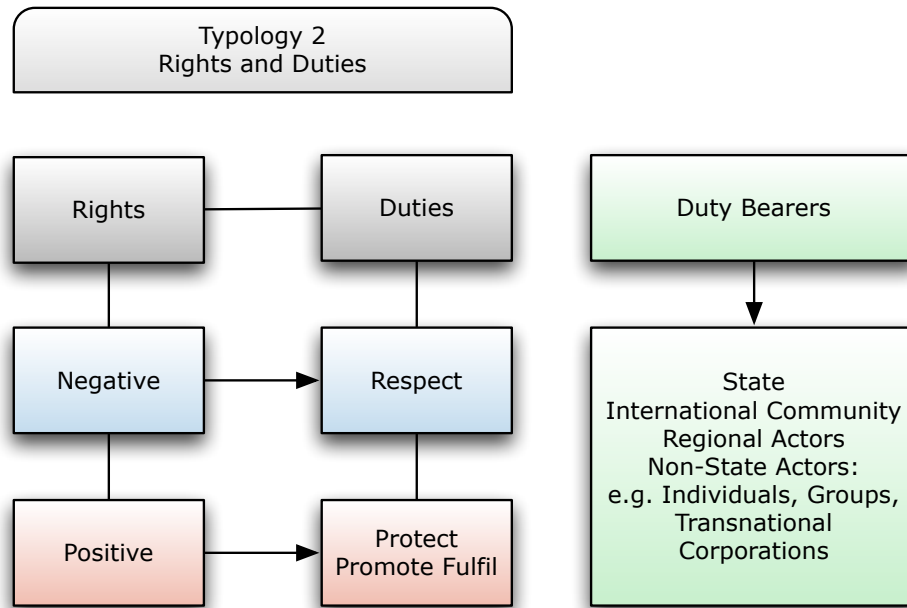 Typology 2
Rights and Duties
Rights
Duties
Duty Bearers
Negative
Respect
State
International Community
Regional Actors
Non-State Actors:
e.g. Individuals, Groups,
Transnational
Corporations
Positive
Protect
Promote Fulfil